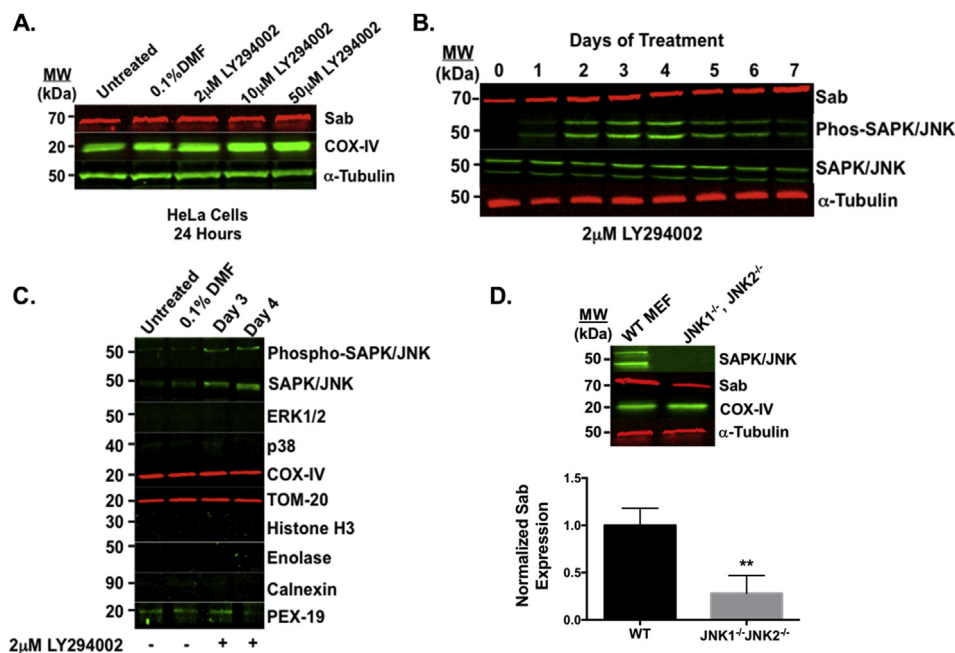 A.
MW
(kDa)
Untreated
0.1%DMF
2μM LY294002
10μM LY294002
50μM LY294002
70
Sab
20
COX-IV
50
α-Tubulin
HeLa Cells
24 Hours
B.
Days of Treatment
MW
(kDa)
0 1 2 3 4 5 6 7
70
Sab
50
Phos-SAPK/JNK
50
SAPK/JNK
50
α-Tubulin
2μM LY294002
C.
Untreated
0.1% DMF
Day 3
Day 4
50
Phospho-SAPK/JNK
50
SAPK/JNK
50
ERK1/2
40
p38
20
COX-IV
20
TOM-20
30
Histone H3
50
Enolase
90
Calnexin
20
PEX-19
2μM LY294002 - - + +
D.
MW
(kDa)
WT MEF
JNK1-/-, JNK2-/-
50
SAPK/JNK
70
Sab
20
COX-IV
50
α-Tubulin
Normalized Sab
Expression
1.5
1.0
0.5
0.0
**
WT
JNK1-/-JNK2-/-